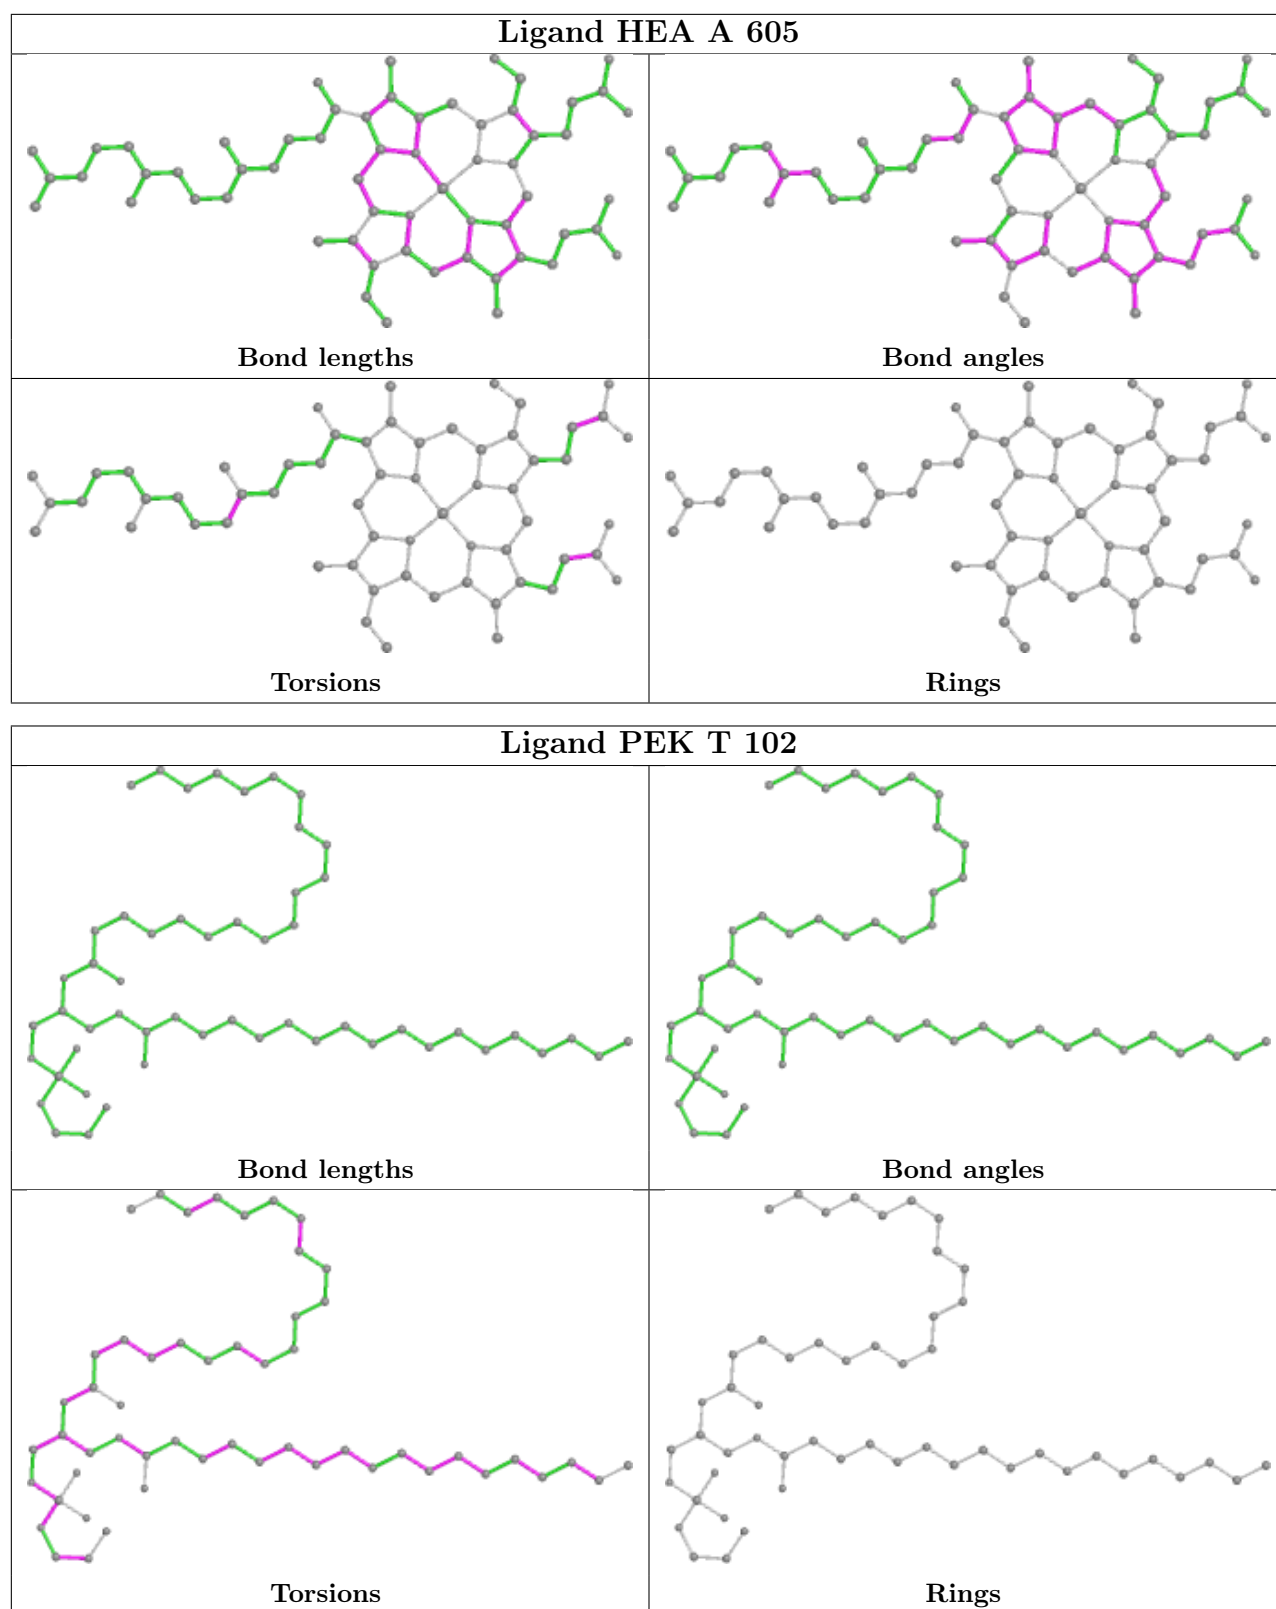 Ligand HEA A 605
Bond lengths
Bond angles
Torsions
Rings
Ligand PEK T 102
Bond lengths
Bond angles
Torsions
Rings